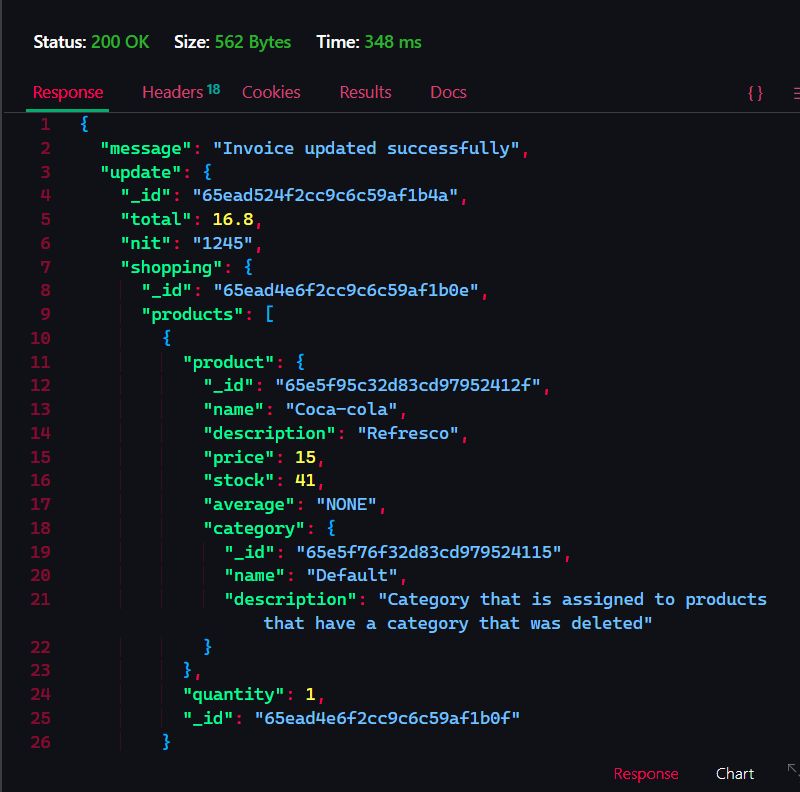 Status: 200 OK Size: 562 Bytes Time: 348 ms
Response Headers 18 Cookies Results Docs { }
1 {
2 "message": "Invoice updated successfully",
3 "update": {
4 "_id": "65ead524f2cc9c6c59af1b4a",
5 "total": 16.8,
6 "nit": "1245",
7 "shopping": {
8 "_id": "65ead4e6f2cc9c6c59af1b0e",
9 "products": [
10 {
11 "product": {
12 "_id": "65e5f95c32d83cd97952412f",
13 "name": "Coca-cola",
14 "description": "Refresco",
15 "price": 15,
16 "stock": 41,
17 "average": "NONE",
18 "category": {
19 "_id": "65e5f76f32d83cd979524115",
20 "name": "Default",
21 "description": "Category that is assigned to products
that have a category that was deleted"
22 }
23 },
24 "quantity": 1,
25 "_id": "65ead4e6f2cc9c6c59af1b0f"
26 }
Response Chart